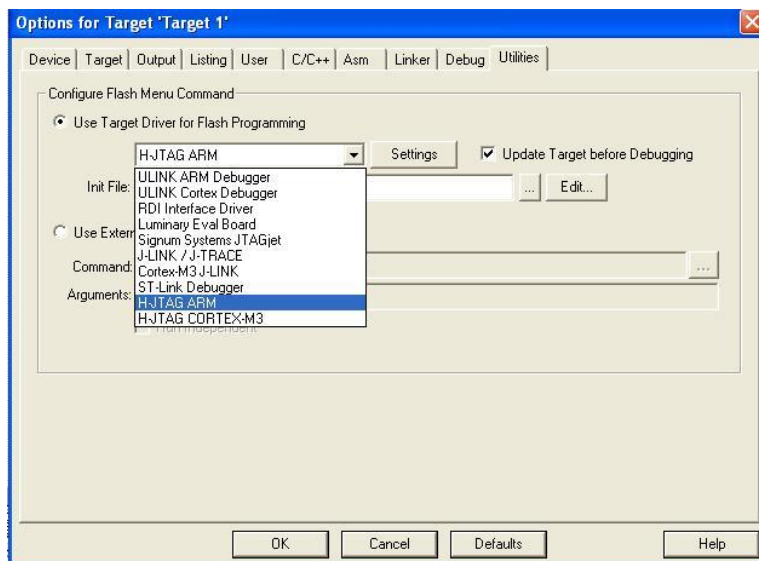 Options for Target 'Target 1'
Device Target Output Listing User C/C++ Asm Linker Debug Utilities
Configure Flash Menu Command
Use Target Driver for Flash Programming
H-JTAG ARM Settings Update Target before Debugging
ULINK ARM Debugger
ULINK Cortex Debugger
Init File: ... Edit...
RDI Interface Driver
Luminary Eval Board
Use Extern
Signum Systems JTAGjet
J-LINK / J-TRACE
Command: ...
Cortex-M3 J-LINK
ST-Link Debugger
Arguments:
H-JTAG ARM
H-JTAG CORTEX-M3
OK Cancel Defaults Help